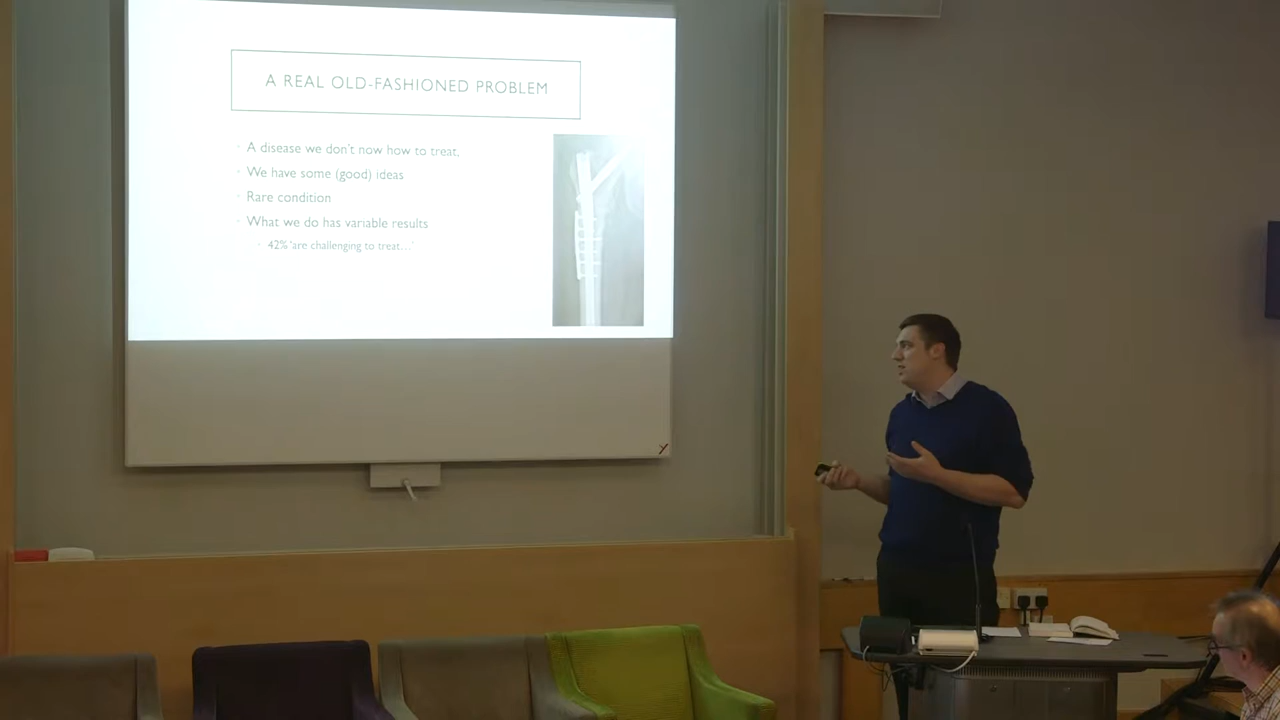 A REAL OLD-FASHIONED PROBLEM
A disease we don't now how to treat,
We have some (good) ideas
Rare condition
What we do has variable results
42% 'are challenging to treat…'